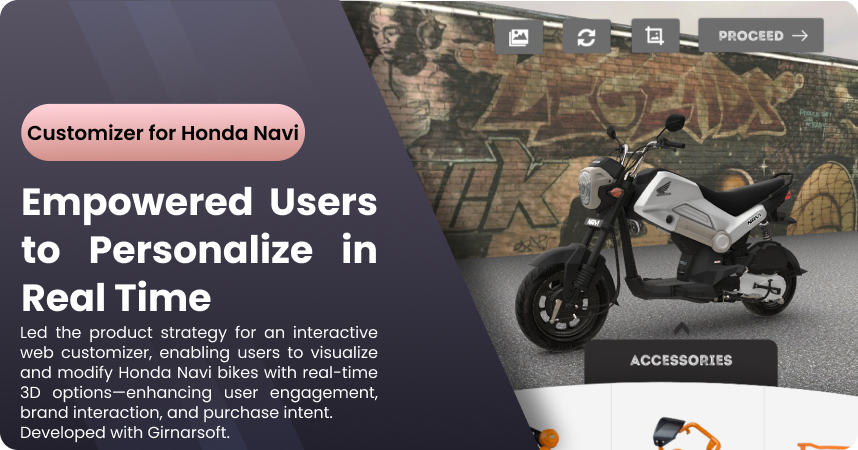 Customizer for Honda Navi
Empowered Users
to Personalize in
Real Time
Led the product strategy for an interactive
web customizer, enabling users to visualize
and modify Honda Navi bikes with real-time
3D options—enhancing user engagement,
brand interaction, and purchase intent.
Developed with Girnarsoft.
PROCEED
LEGENDS
NAVI
ACCESSORIES